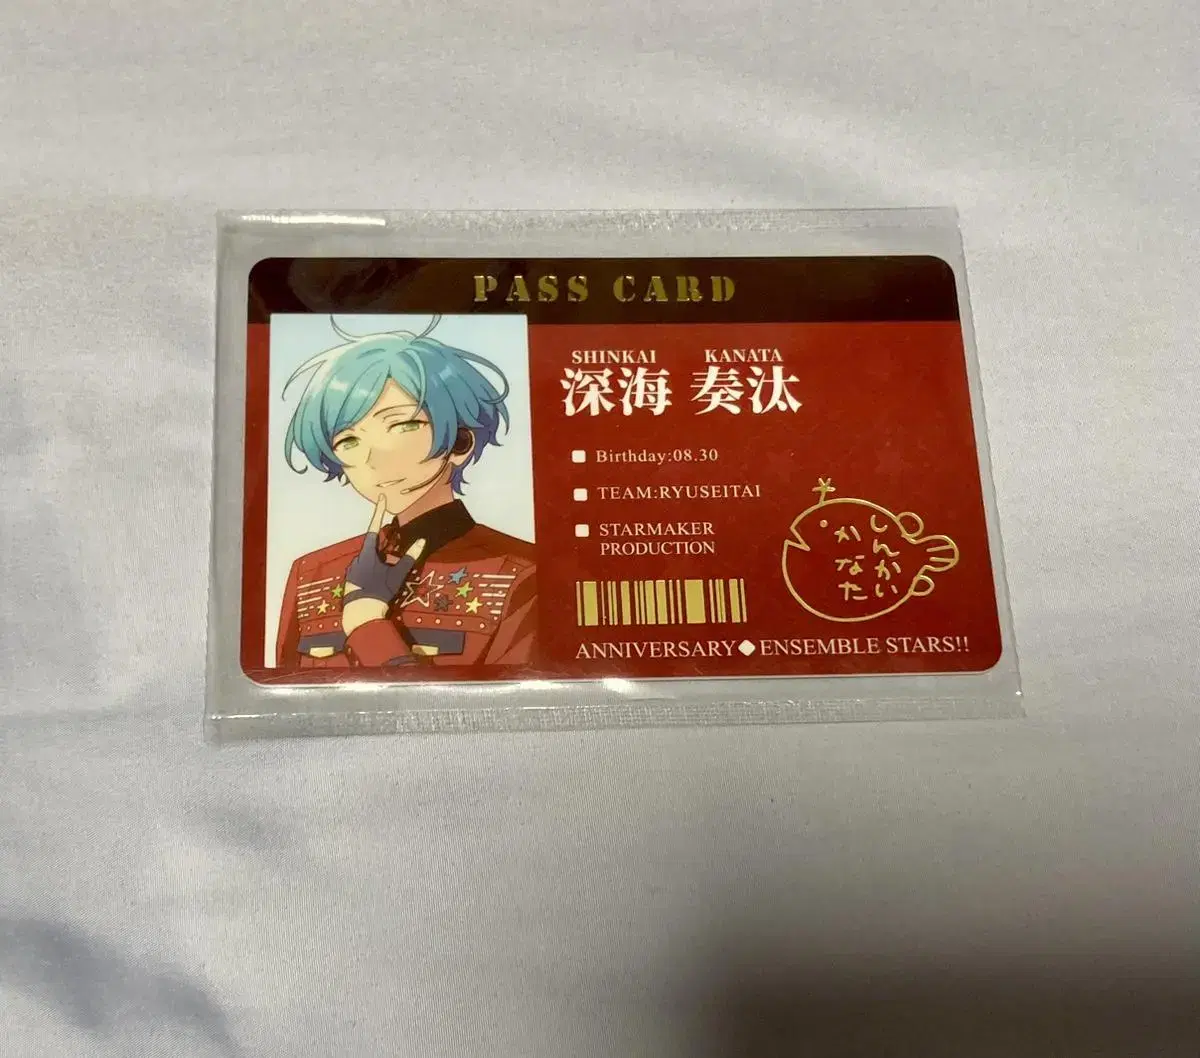 PASS CARD
SHINKAI KANATA
深海 奏汰
Birthday:08.30
TEAM:RYUSEITAI
STARMAKER
PRODUCTION
しんかい
かなた
ANNIVERSARY◆ENSEMBLE STARS!!